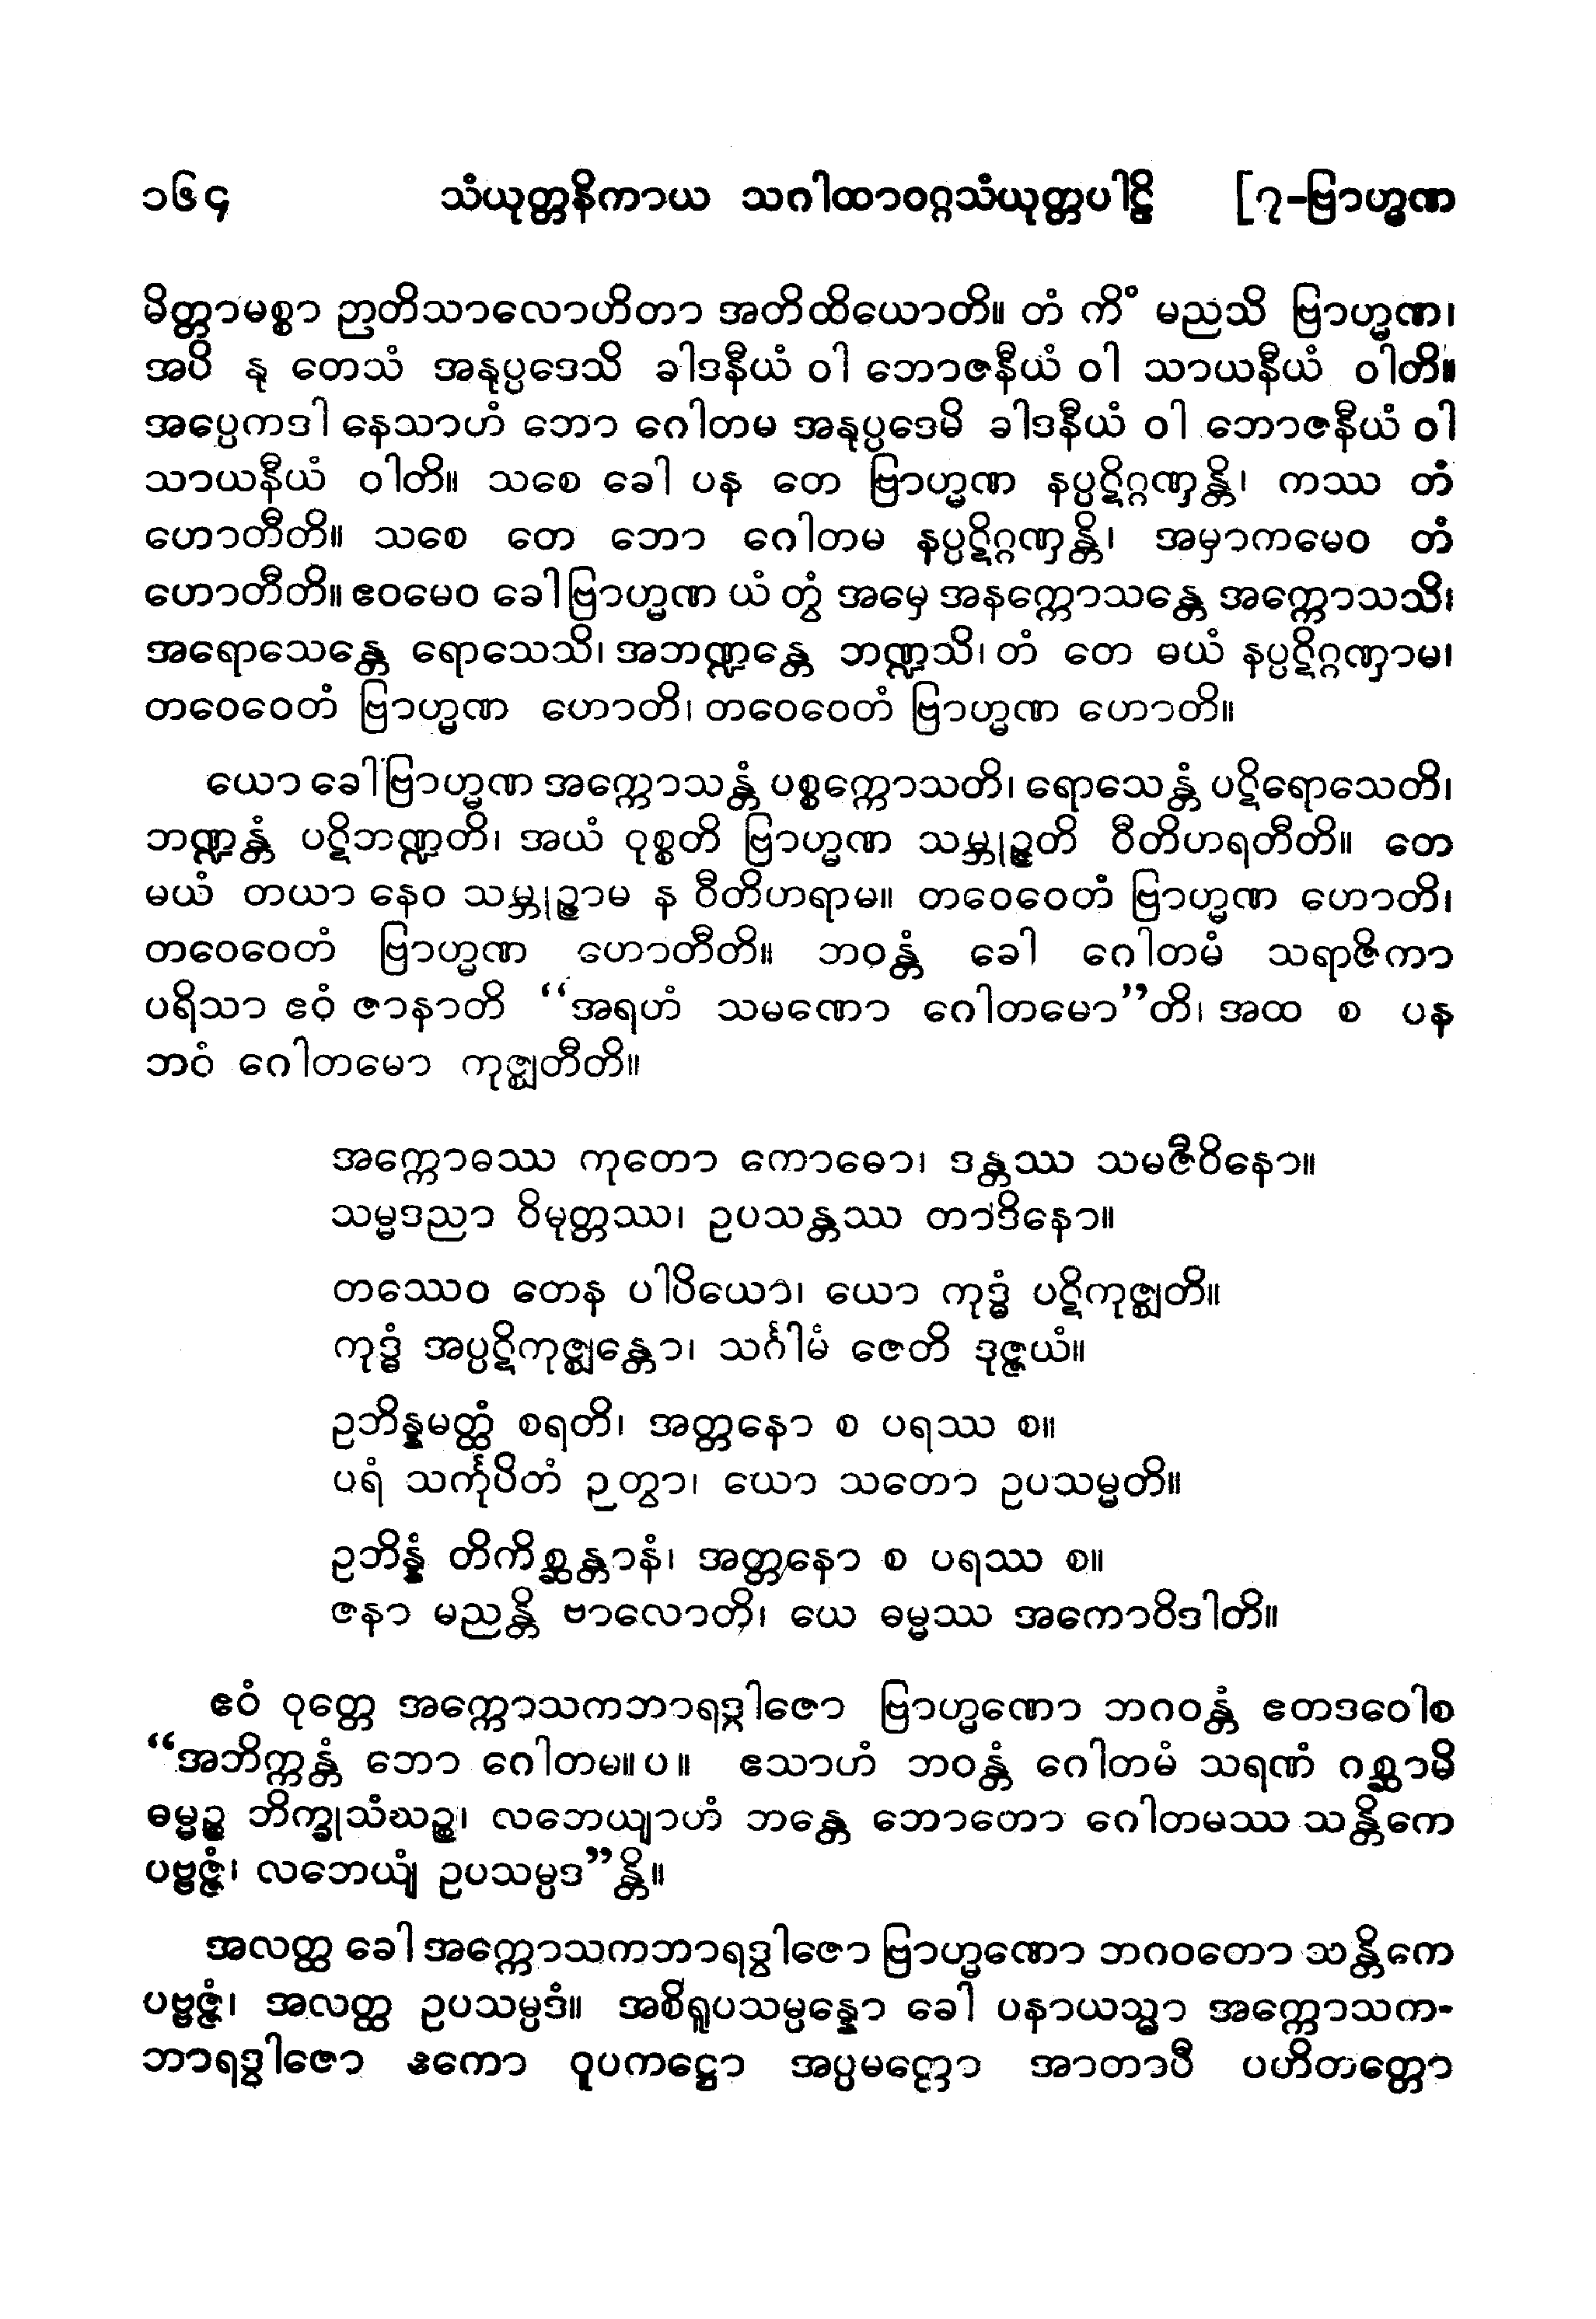 ၁၆၄ သံယုတ္တနိကာယ သဂါထာဝဂ္ဂသံယုတ္တပါဠိ [၇-ဗြာဟ္မဏ
မိတ္တာမစ္စာ ဉာတိသာလောဟိတာ အတိထိယောတိ။ တံ ကိံ မညသိ ဗြာဟ္မဏ၊
အပိ နု တေသံ အနုပ္ပဒေသိ ခါဒနီယံ ဝါ ဘောဇနီယံ ဝါ သာယနီယံ ဝါတိ။
အပ္ပေကဒါ နေသာဟံ ဘော ဂေါတမ အနုပ္ပဒေမိ ခါဒနီယံ ဝါ ဘောဇနီယံ ဝါ
သာယနီယံ ဝါတိ။ သစေ ခေါ ပန တေ ဗြာဟ္မဏ နပ္ပဋိဂ္ဂဏှန္တိ၊ ကဿ တံ
ဟောတီတိ။ သစေ တေ ဘော ဂေါတမ နပ္ပဋိဂ္ဂဏှန္တိ၊ အမှာကမေဝ တံ
ဟောတီတိ။ ဧဝမေဝ ခေါ ဗြာဟ္မဏ ယံ တွံ အမှေ အနက္ကောသန္တေ အက္ကောသသိ၊
အရောသေန္တေ ရောသေသိ၊ အဘဏ္ဍန္တေ ဘဏ္ဍသိ၊ တံ တေ မယံ နပ္ပဋိဂ္ဂဏှာမ၊
တဝေဝေတံ ဗြာဟ္မဏ ဟောတိ၊ တဝေဝေတံ ဗြာဟ္မဏ ဟောတိ။
ယော ခေါ ဗြာဟ္မဏ အက္ကောသန္တံ ပစ္စက္ကောသတိ၊ ရောသေန္တံ ပဋိရောသေတိ၊
ဘဏ္ဍန္တံ ပဋိဘဏ္ဍတိ၊ အယံ ဝုစ္စတိ ဗြာဟ္မဏ သမ္ဘုဉ္ဇတိ ဝီတိဟရတီတိ။ တေ
မယံ တယာ နေဝ သမ္ဘုဉ္ဇာမ န ဝီတိဟရာမ။ တဝေဝေတံ ဗြာဟ္မဏ ဟောတိ၊
တဝေဝေတံ ဗြာဟ္မဏ ဟောတီတိ။ ဘဝန္တံ ခေါ ဂေါတမံ သရာဇိကာ
ပရိသာ ဧဝံ ဇာနာတိ “အရဟံ သမဏော ဂေါတမော”တိ၊ အထ စ ပန
ဘဝံ ဂေါတမော ကုဇ္ဈတီတိ။
အက္ကောဓဿ ကုတော ကောဓော၊ ဒန္တဿ သမဇီဝိနော။
သမ္မဒညာ ဝိမုတ္တဿ၊ ဥပသန္တဿ တာဒိနော။
တဿေဝ တေန ပါပိယော၊ ယော ကုဒ္ဓံ ပဋိကုဇ္ဈတိ။
ကုဒ္ဓံ အပ္ပဋိကုဇ္ဈန္တော၊ သင်္ဂါမံ ဇေတိ ဒုဇ္ဇယံ။
ဥဘိန္နမတ္ထံ စရတိ၊ အတ္တနော စ ပရဿ စ။
ပရံ သင်္ကုပိတံ ဉတွာ၊ ယော သတော ဥပသမ္မတိ။
ဥဘိန္နံ တိကိစ္ဆန္တာနံ၊ အတ္တနော စ ပရဿ စ။
ဇနာ မညန္တိ ဗာလောတိ၊ ယေ ဓမ္မဿ အကောဝိဒါတိ။
ဧဝံ ဝုတ္တေ အက္ကောသကဘာရဒွါဇော ဗြာဟ္မဏော ဘဂဝန္တံ ဧတဒဝေါစ
“အဘိက္ကန္တံ ဘော ဂေါတမ။ပ။ ဧသာဟံ ဘဝန္တံ ဂေါတမံ သရဏံ ဂစ္ဆာမိ
ဓမ္မဉ္စ ဘိက္ခုသံဃဉ္စ၊ လဘေယျာဟံ ဘန္တေ ဘောတော ဂေါတမဿ သန္တိကေ
ပဗ္ဗဇ္ဇံ၊ လဘေယျံ ဥပသမ္ပဒ”န္တိ။
အလတ္ထ ခေါ အက္ကောသကဘာရဒွါဇော ဗြာဟ္မဏော ဘဂဝတော သန္တိကေ
ပဗ္ဗဇ္ဇံ၊ အလတ္ထ ဥပသမ္ပဒံ။ အစိရူပသမ္ပန္နော ခေါ ပနာယသ္မာ အက္ကောသက-
ဘာရဒွါဇော ဧကော ဝူပကဋ္ဌော အပ္ပမတ္တော အာတာပီ ပဟိတတ္တော